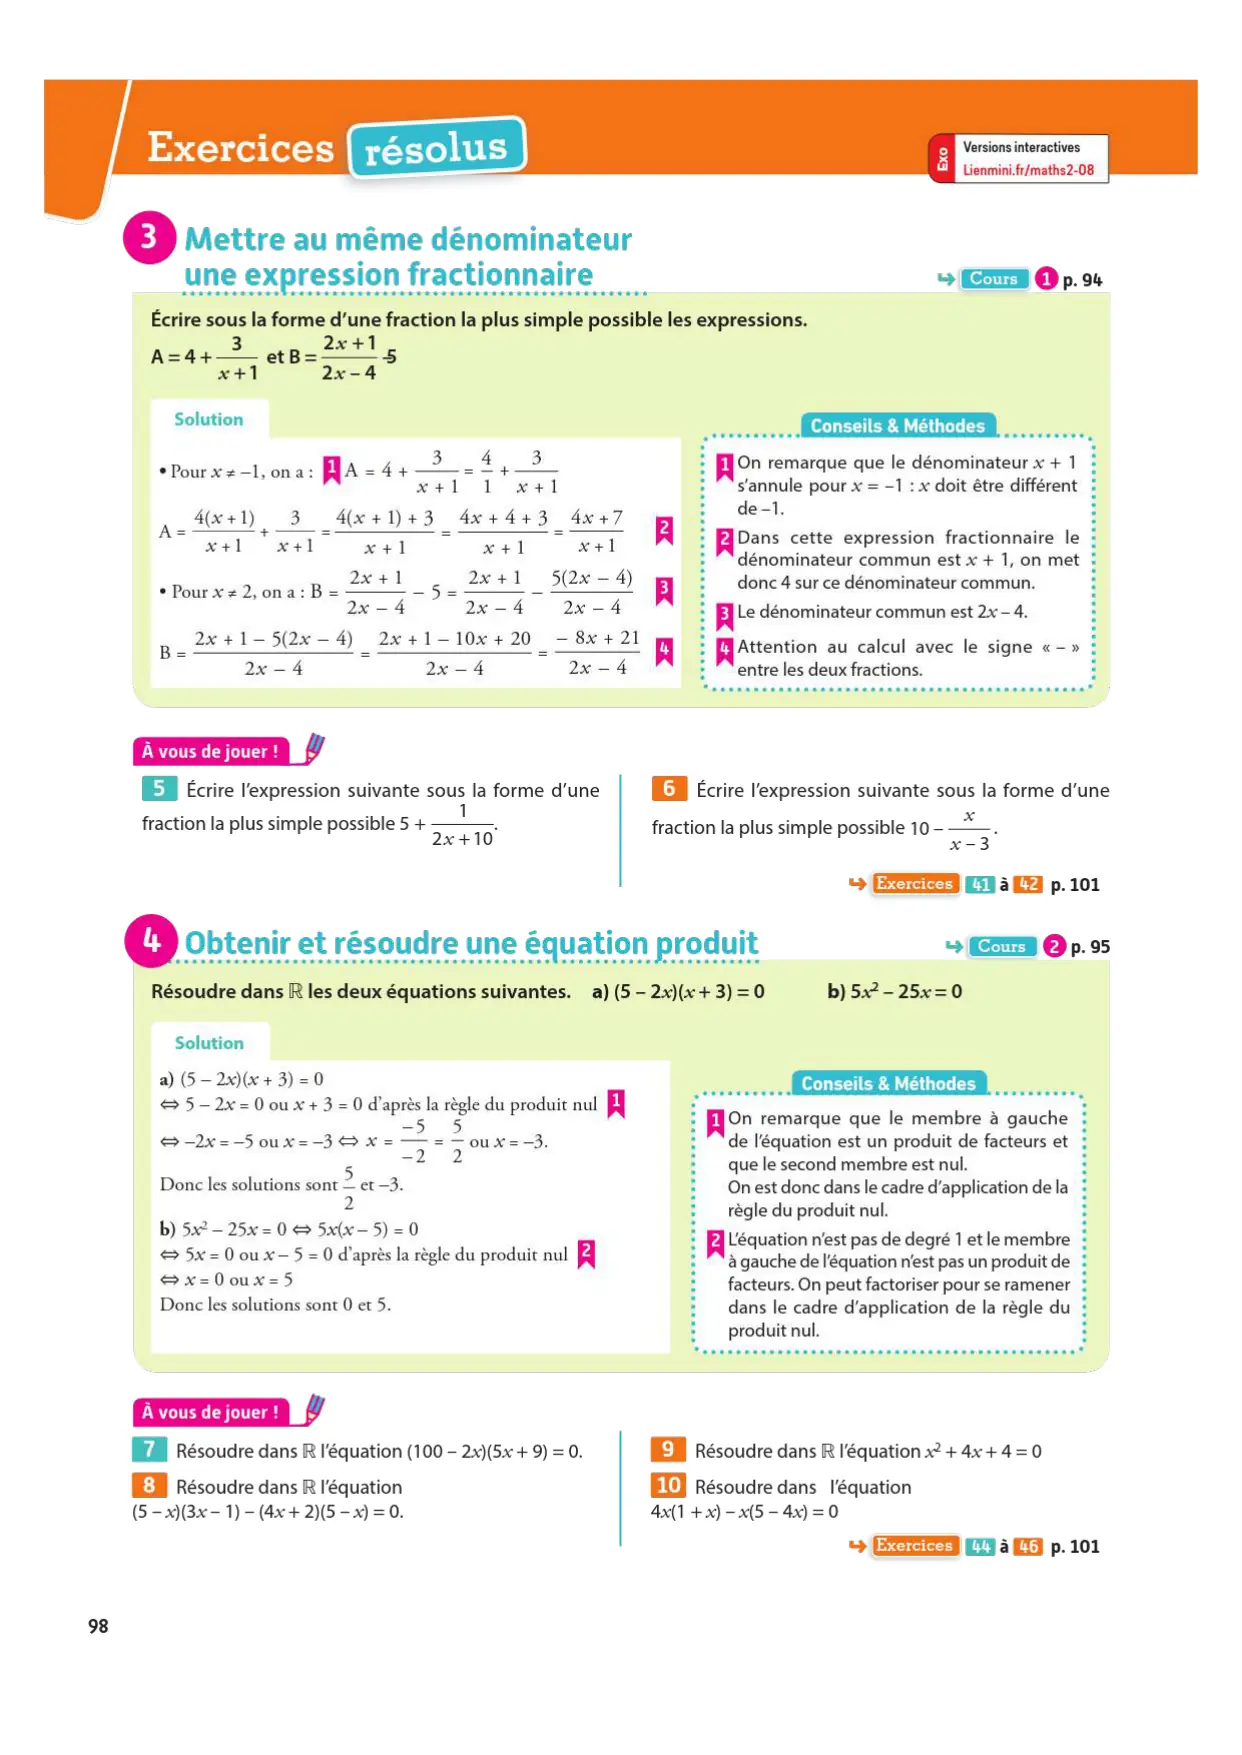 Exercices résolus
Exo
Versions interactives
Lienmini.fr/maths2-08
3 Mettre au même dénominateur
une expression fractionnaire
↪ Cours 1 p. 94
Écrire sous la forme d’une fraction la plus simple possible les expressions.
A = 4 + 3/(x + 1) et B = (2x + 1)/(2x – 4) -5
Solution
• Pour x ≠ –1, on a : 1 A = 4 + 3/(x + 1) = 4/1 + 3/(x + 1)
A = 4(x + 1)/(x + 1) + 3/(x + 1) = (4(x + 1) + 3)/(x + 1) = (4x + 4 + 3)/(x + 1) = (4x + 7)/(x + 1) 2
• Pour x ≠ 2, on a : B = (2x + 1)/(2x – 4) – 5 = (2x + 1)/(2x – 4) – 5(2x – 4)/(2x – 4) 3
B = (2x + 1 – 5(2x – 4))/(2x – 4) = (2x + 1 – 10x + 20)/(2x – 4) = (– 8x + 21)/(2x – 4) 4
Conseils & Méthodes
1 On remarque que le dénominateur x + 1
s’annule pour x = –1 : x doit être différent
de –1.
2 Dans cette expression fractionnaire le
dénominateur commun est x + 1, on met
donc 4 sur ce dénominateur commun.
3 Le dénominateur commun est 2x – 4.
4 Attention au calcul avec le signe « – »
entre les deux fractions.
À vous de jouer !
5 Écrire l’expression suivante sous la forme d’une
fraction la plus simple possible 5 + 1/(2x + 10).
6 Écrire l’expression suivante sous la forme d’une
fraction la plus simple possible 10 – x/(x – 3).
↪ Exercices 41 à 42 p. 101
4 Obtenir et résoudre une équation produit
↪ Cours 2 p. 95
Résoudre dans ℝ les deux équations suivantes. a) (5 – 2x)(x + 3) = 0 b) 5x² – 25x = 0
Solution
a) (5 – 2x)(x + 3) = 0
⇔ 5 – 2x = 0 ou x + 3 = 0 d’après la règle du produit nul 1
⇔ –2x = –5 ou x = –3 ⇔ x = –5/–2 = 5/2 ou x = –3.
Donc les solutions sont 5/2 et –3.
b) 5x² – 25x = 0 ⇔ 5x(x – 5) = 0
⇔ 5x = 0 ou x – 5 = 0 d’après la règle du produit nul 2
⇔ x = 0 ou x = 5
Donc les solutions sont 0 et 5.
Conseils & Méthodes
1 On remarque que le membre à gauche
de l’équation est un produit de facteurs et
que le second membre est nul.
On est donc dans le cadre d’application de la
règle du produit nul.
2 L’équation n’est pas de degré 1 et le membre
à gauche de l’équation n’est pas un produit de
facteurs. On peut factoriser pour se ramener
dans le cadre d’application de la règle du
produit nul.
À vous de jouer !
7 Résoudre dans ℝ l’équation (100 – 2x)(5x + 9) = 0.
8 Résoudre dans ℝ l’équation
(5 – x)(3x – 1) – (4x + 2)(5 – x) = 0.
9 Résoudre dans ℝ l’équation x² + 4x + 4 = 0
10 Résoudre dans l’équation
4x(1 + x) – x(5 – 4x) = 0
↪ Exercices 44 à 46 p. 101
98